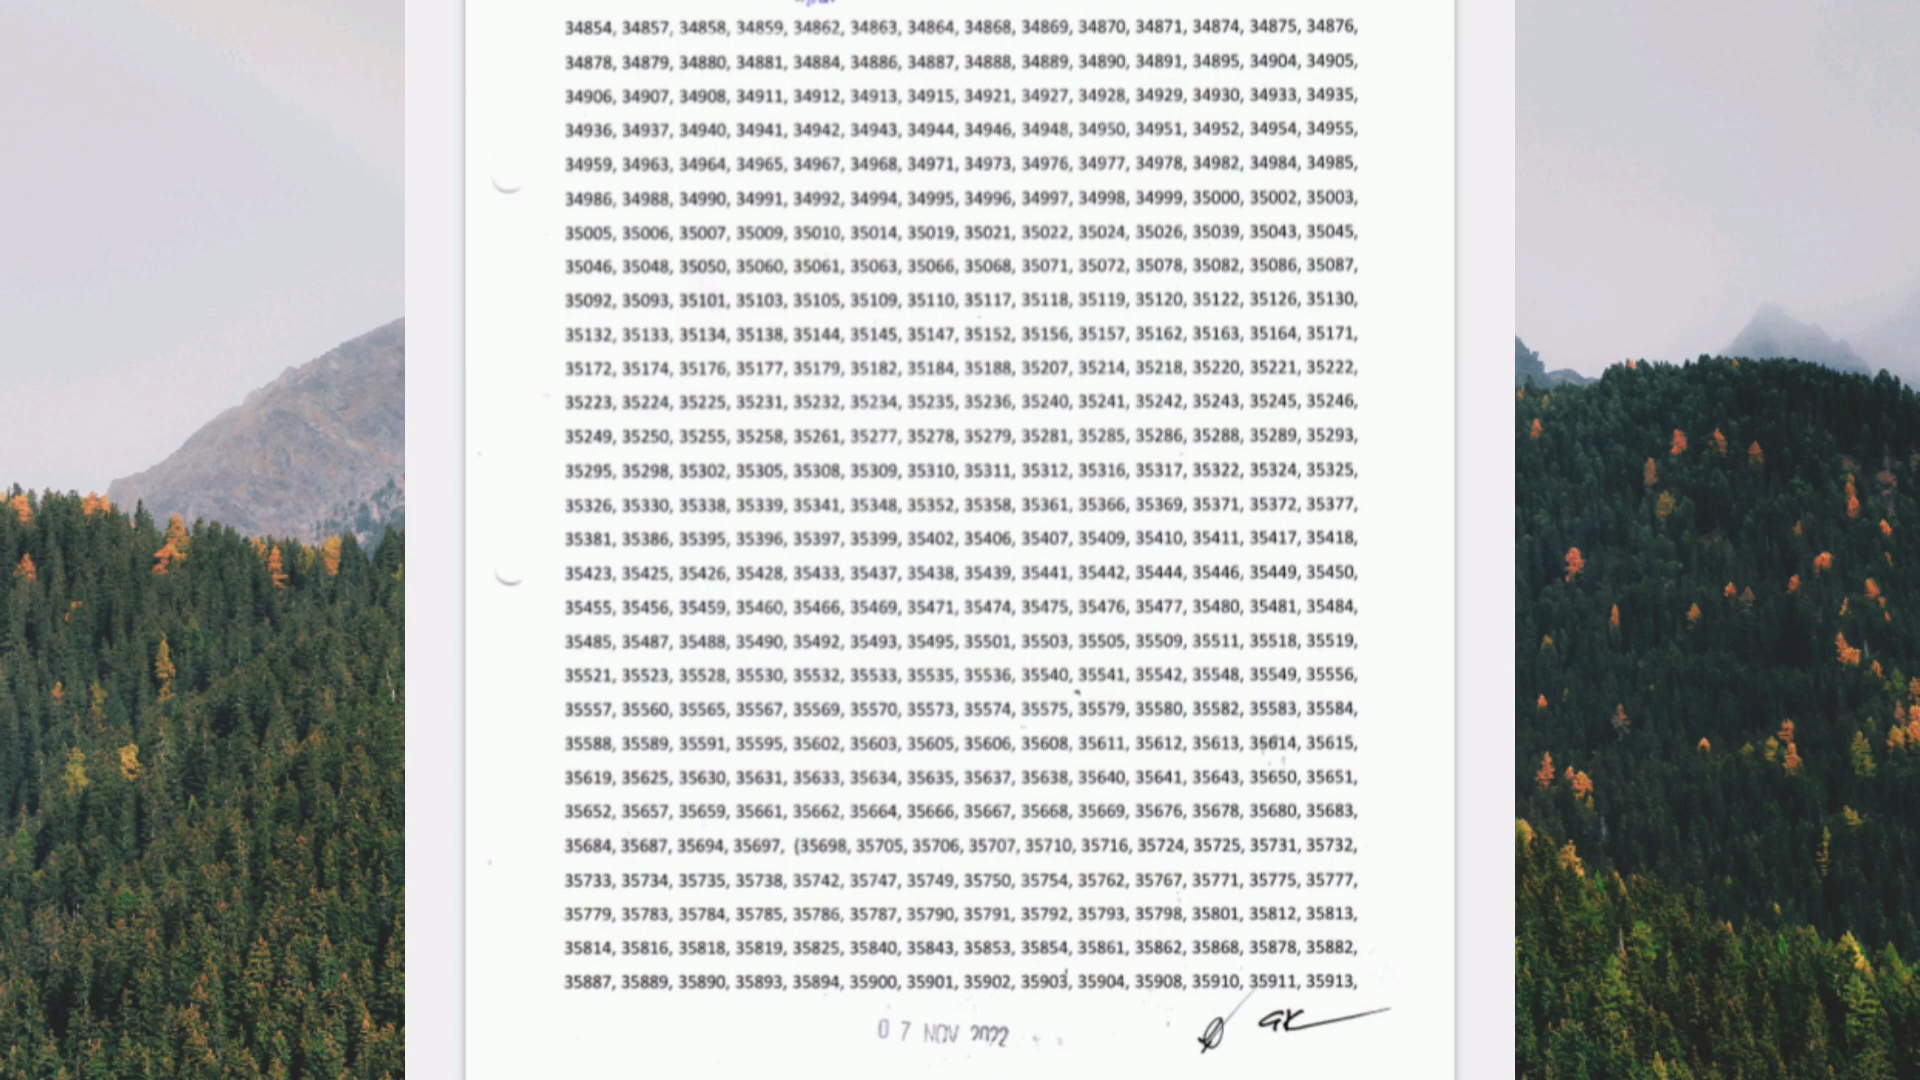 34854, 34857, 34858, 34859, 34862, 34863, 34864, 34868, 34869, 34870, 34871, 34874, 34875, 34876,
34878, 34879, 34880, 34881, 34884, 34886, 34887, 34888, 34889, 34890, 34891, 34895, 34904, 34905,
34906, 34907, 34908, 34911, 34912, 34913, 34915, 34921, 34927, 34928, 34929, 34930, 34933, 34935,
34936, 34937, 34940, 34941, 34942, 34943, 34944, 34946, 34948, 34950, 34951, 34952, 34954, 34955,
34959, 34963, 34964, 34965, 34967, 34968, 34971, 34973, 34976, 34977, 34978, 34982, 34984, 34985,
34986, 34988, 34990, 34991, 34992, 34994, 34995, 34996, 34997, 34998, 34999, 35000, 35002, 35003,
35005, 35006, 35007, 35009, 35010, 35014, 35019, 35021, 35022, 35024, 35026, 35039, 35043, 35045,
35046, 35048, 35050, 35060, 35061, 35063, 35066, 35068, 35071, 35072, 35078, 35082, 35086, 35087,
35092, 35093, 35101, 35103, 35105, 35109, 35110, 35117, 35118, 35119, 35120, 35122, 35126, 35130,
35132, 35133, 35134, 35138, 35144, 35145, 35147, 35152, 35156, 35157, 35162, 35163, 35164, 35171,
35172, 35174, 35176, 35177, 35179, 35182, 35184, 35188, 35207, 35214, 35218, 35220, 35221, 35222,
35223, 35224, 35225, 35231, 35232, 35234, 35235, 35236, 35240, 35241, 35242, 35243, 35245, 35246,
35249, 35250, 35255, 35258, 35261, 35277, 35278, 35279, 35281, 35285, 35286, 35288, 35289, 35293,
35295, 35298, 35302, 35305, 35308, 35309, 35310, 35311, 35312, 35316, 35317, 35322, 35324, 35325,
35326, 35330, 35338, 35339, 35341, 35348, 35352, 35358, 35361, 35366, 35369, 35371, 35372, 35377,
35381, 35386, 35395, 35396, 35397, 35399, 35402, 35406, 35407, 35409, 35410, 35411, 35417, 35418,
35423, 35425, 35426, 35428, 35433, 35437, 35438, 35439, 35441, 35442, 35444, 35446, 35449, 35450,
35455, 35456, 35459, 35460, 35466, 35469, 35471, 35474, 35475, 35476, 35477, 35480, 35481, 35484,
35485, 35487, 35488, 35490, 35492, 35493, 35495, 35501, 35503, 35505, 35509, 35511, 35518, 35519,
35521, 35523, 35528, 35530, 35532, 35533, 35535, 35536, 35540, 35541, 35542, 35548, 35549, 35556,
35557, 35560, 35565, 35567, 35569, 35570, 35573, 35574, 35575, 35579, 35580, 35582, 35583, 35584,
35588, 35589, 35591, 35595, 35602, 35603, 35605, 35606, 35608, 35611, 35612, 35613, 35614, 35615,
35619, 35625, 35630, 35631, 35633, 35634, 35635, 35637, 35638, 35640, 35641, 35643, 35650, 35651,
35652, 35657, 35659, 35661, 35662, 35664, 35666, 35667, 35668, 35669, 35676, 35678, 35680, 35683,
35684, 35687, 35694, 35697, (35698, 35705, 35706, 35707, 35710, 35716, 35724, 35725, 35731, 35732,
35733, 35734, 35735, 35738, 35742, 35747, 35749, 35750, 35754, 35762, 35767, 35771, 35775, 35777,
35779, 35783, 35784, 35785, 35786, 35787, 35790, 35791, 35792, 35793, 35798, 35801, 35812, 35813,
35814, 35816, 35818, 35819, 35825, 35840, 35843, 35853, 35854, 35861, 35862, 35868, 35878, 35882,
35887, 35889, 35890, 35893, 35894, 35900, 35901, 35902, 35903, 35904, 35908, 35910, 35911, 35913,
07 NOV 2022
GK